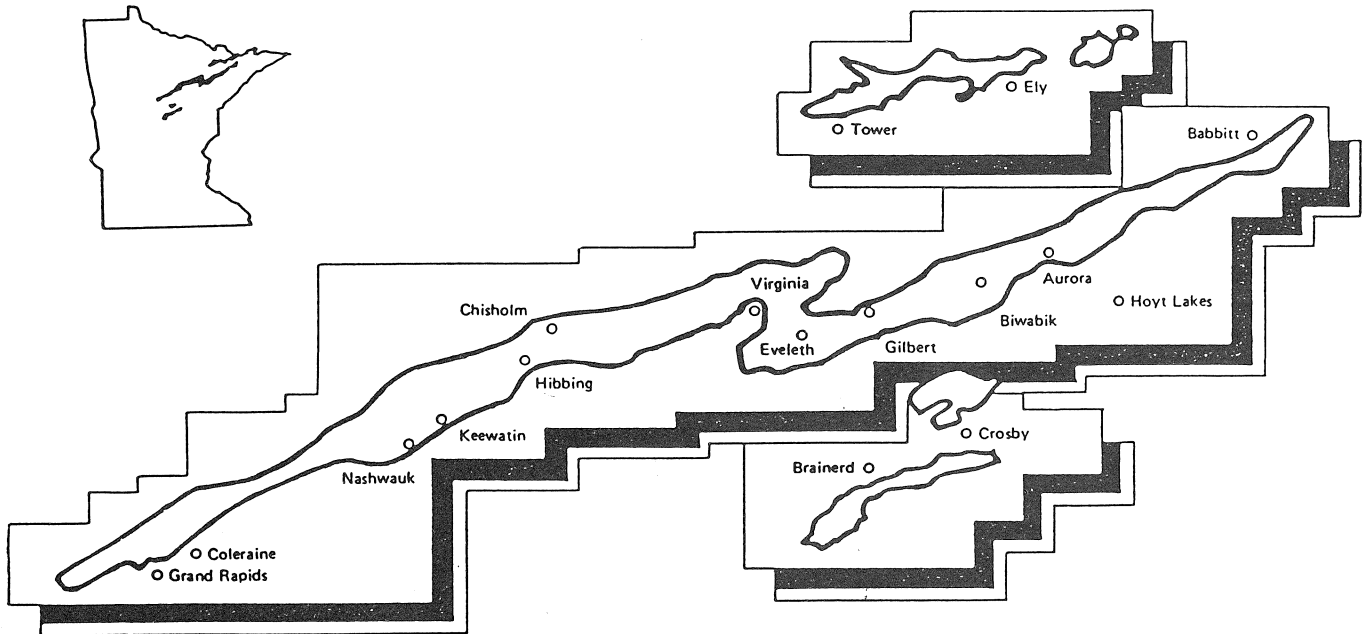 Ely
Tower
Babbitt
Virginia
Aurora
Chisholm
Hoyt Lakes
Biwabik
Eveleth
Gilbert
Hibbing
Keewatin
Crosby
Brainerd
Nashwauk
Coleraine
Grand Rapids